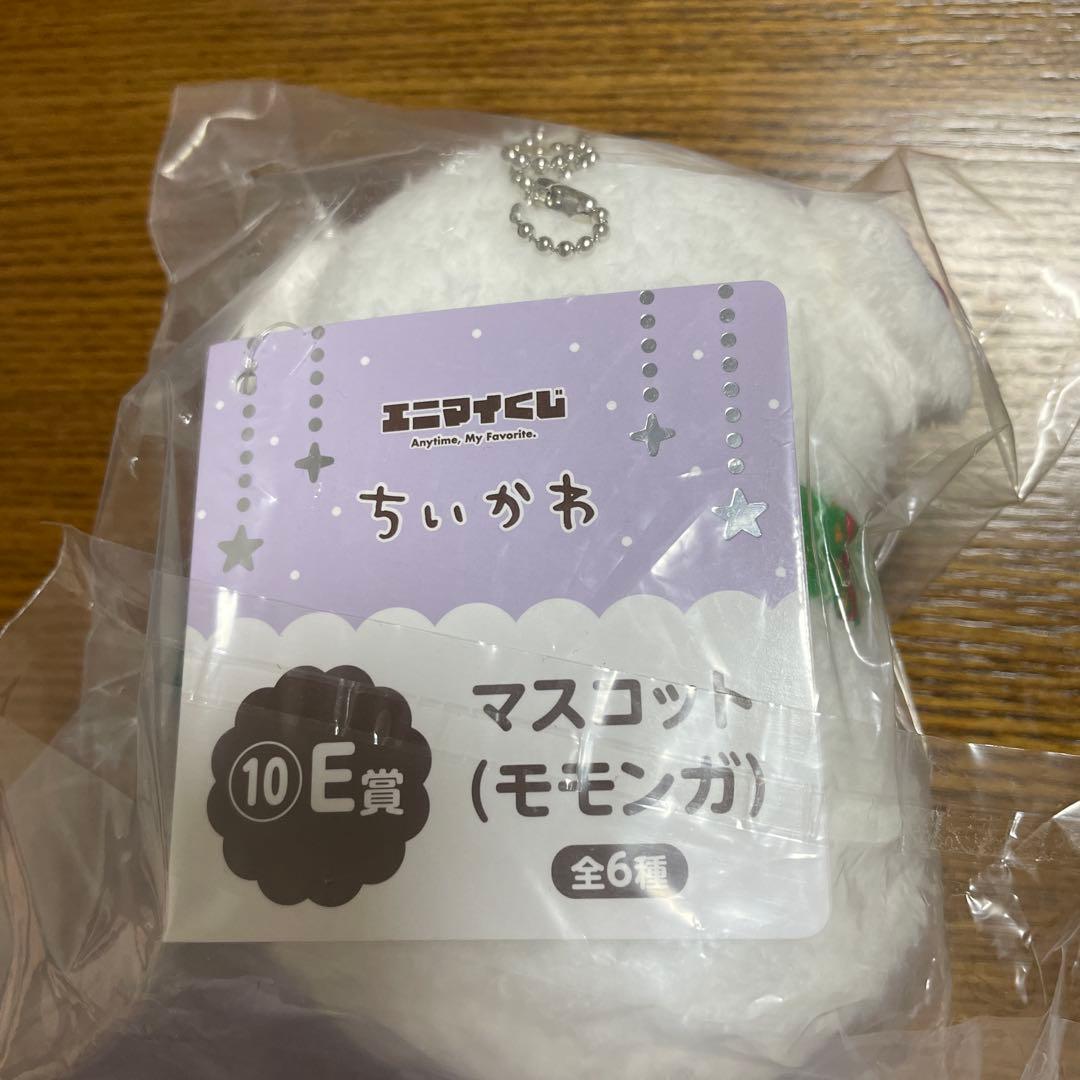 エニマイくじ
Anytime, My Favorite.
ちいかわ
マスコット
(モモンガ)
⑩E賞
全6種